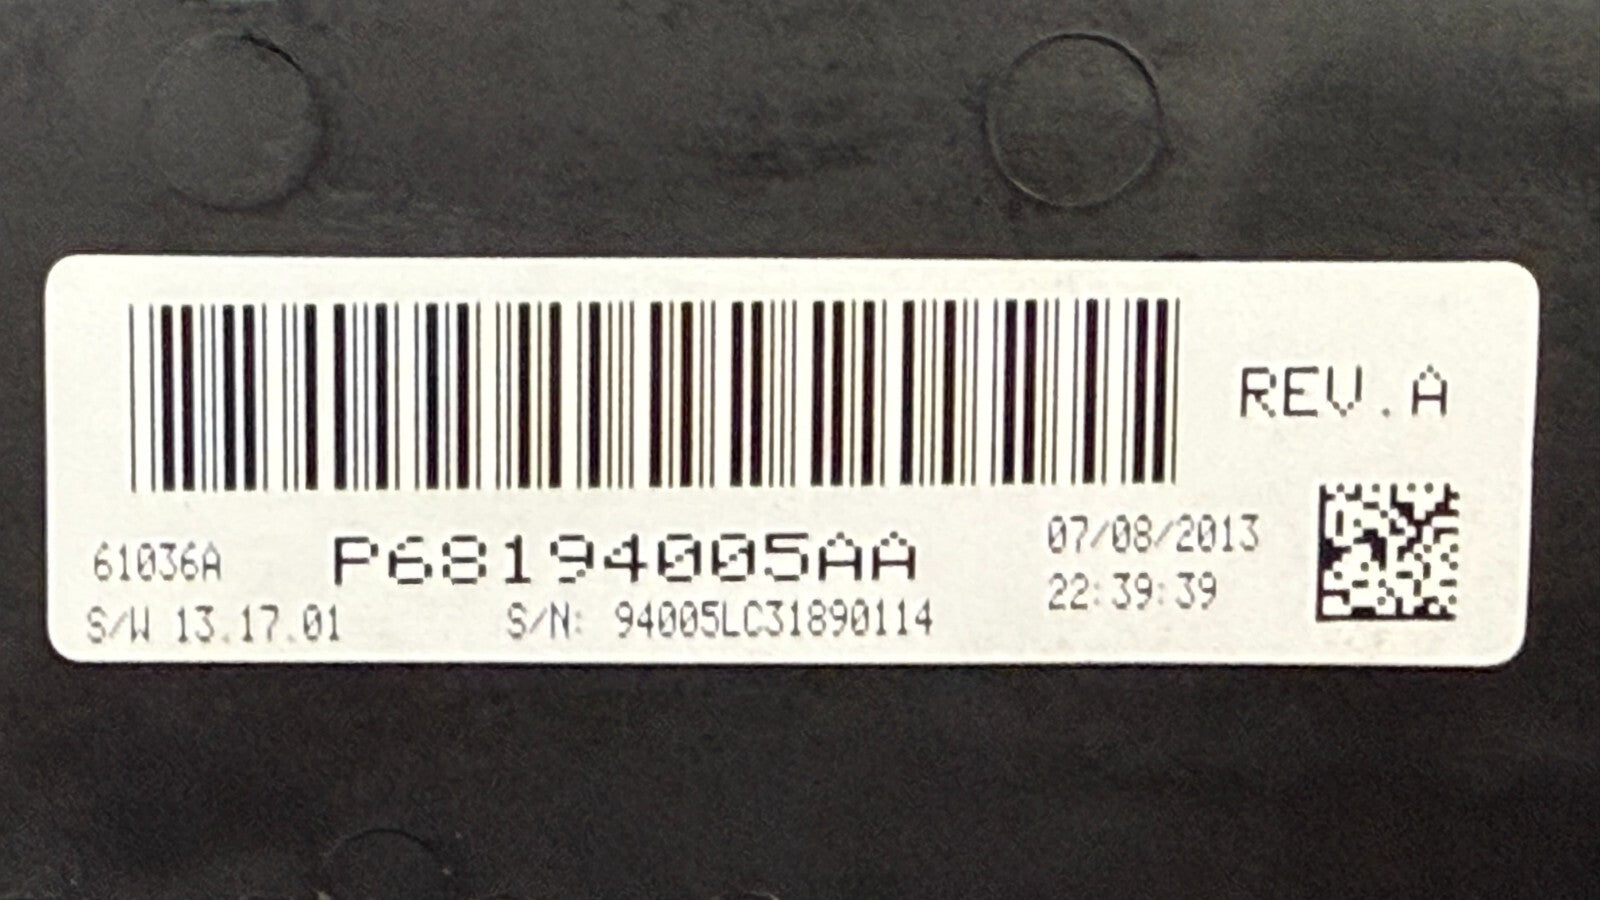 REV.A
61036A P68194005AA 07/08/2013
S/W 13.17.01 S/N: 94005LC31890114 22:39:39